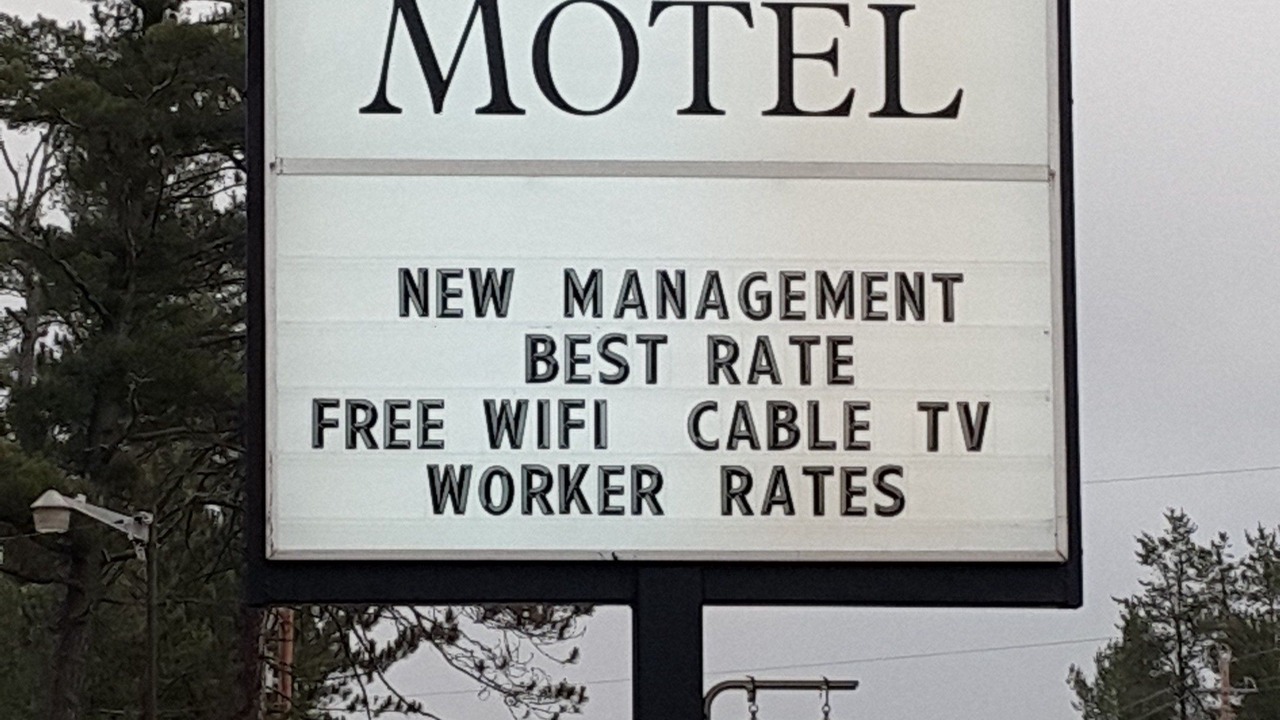 MOTEL
NEW MANAGEMENT
BEST RATE
FREE WIFI CABLE TV
WORKER RATES